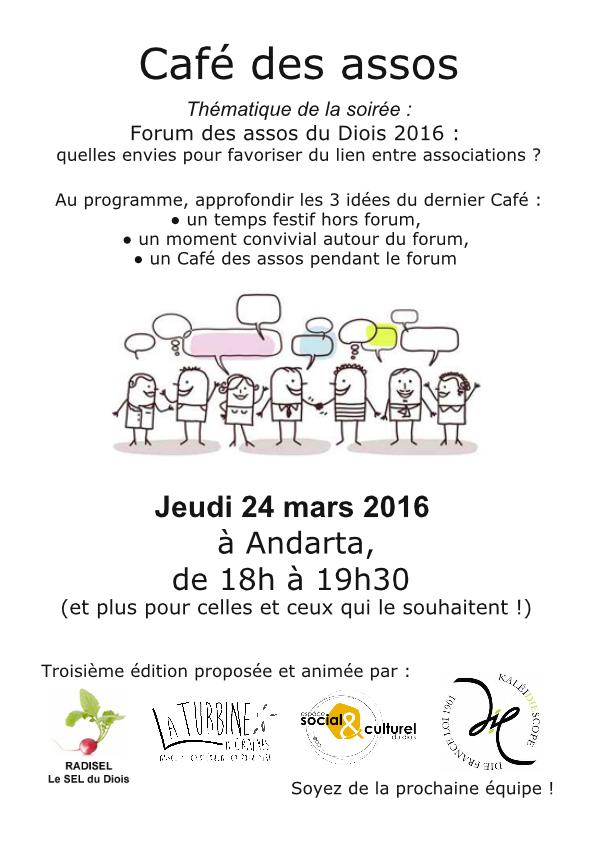 Café des assos
Thématique de la soirée :
Forum des assos du Diois 2016 :
quelles envies pour favoriser du lien entre associations ?
Au programme, approfondir les 3 idées du dernier Café :
● un temps festif hors forum,
● un moment convivial autour du forum,
● un Café des assos pendant le forum
Jeudi 24 mars 2016
à Andarta,
de 18h à 19h30
(et plus pour celles et ceux qui le souhaitent !)
Troisième édition proposée et animée par :
RADISEL
Le SEL du Diois
LA TURBINE
À GRAINES
espace
social & culturel
du diois
KALÉIDIESCOPE
Die
DIE FRANCE LOI 1901
Soyez de la prochaine équipe !